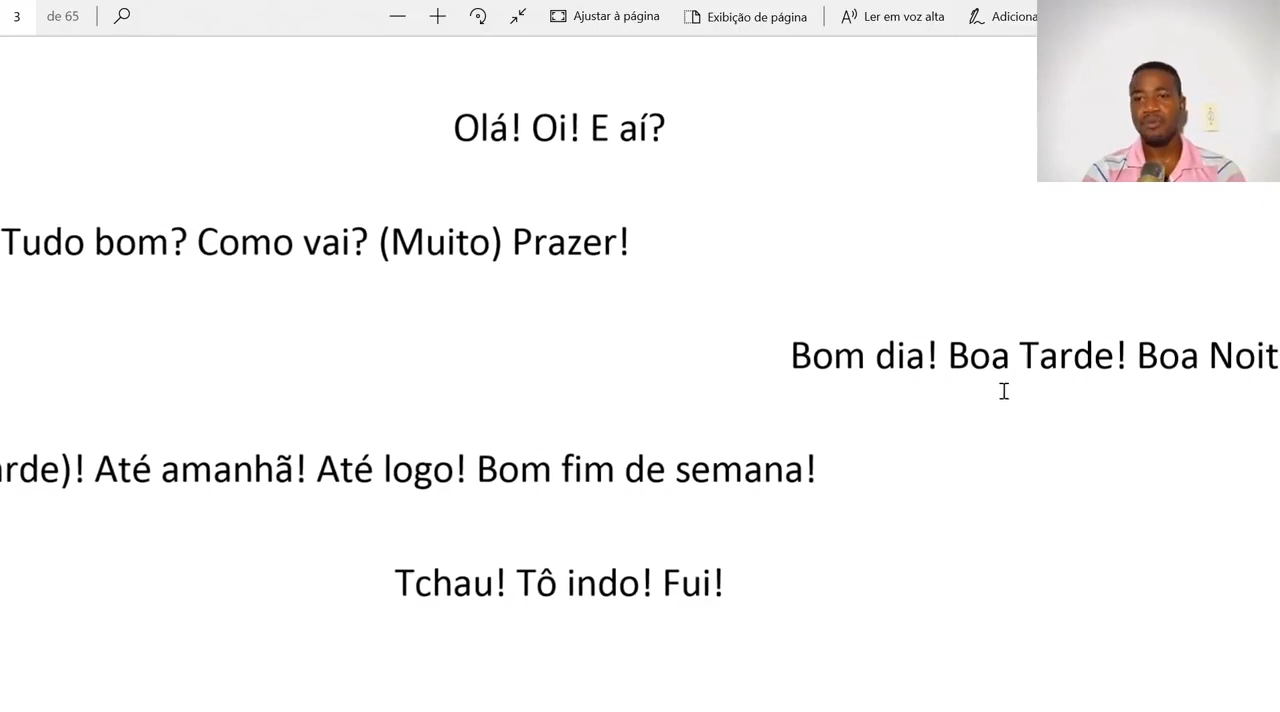 3 de 65 Ajustar à página Exibição de página Ler em voz alta
Olá! Oi! E aí?
Tudo bom? Como vai? (Muito) Prazer!
Bom dia! Boa Tarde! Boa Noit
arde)! Até amanhã! Até logo! Bom fim de semana!
Tchau! Tô indo! Fui!